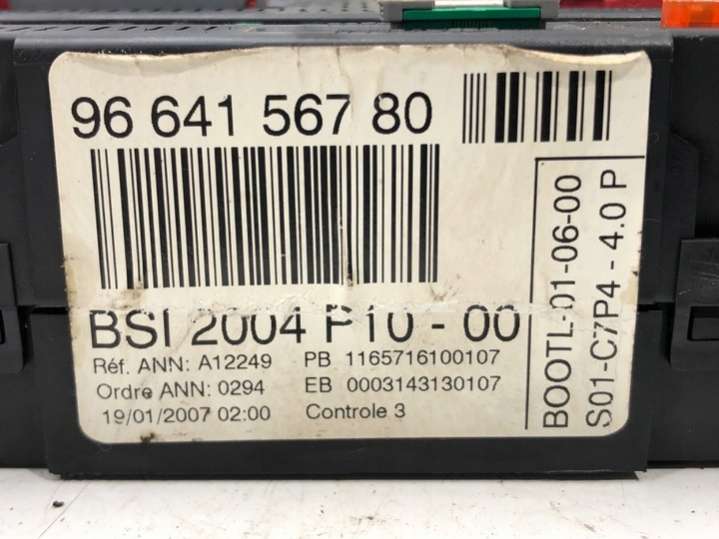 96 641 567 80
BSI 2004 P10 - 00
Réf. ANN: A12249 PB 1165716100107
Ordre ANN: 0294 EB 0003143130107
19/01/2007 02:00 Controle 3
BOOTL-01-06-00
S01-C7P4 - 4.0 P